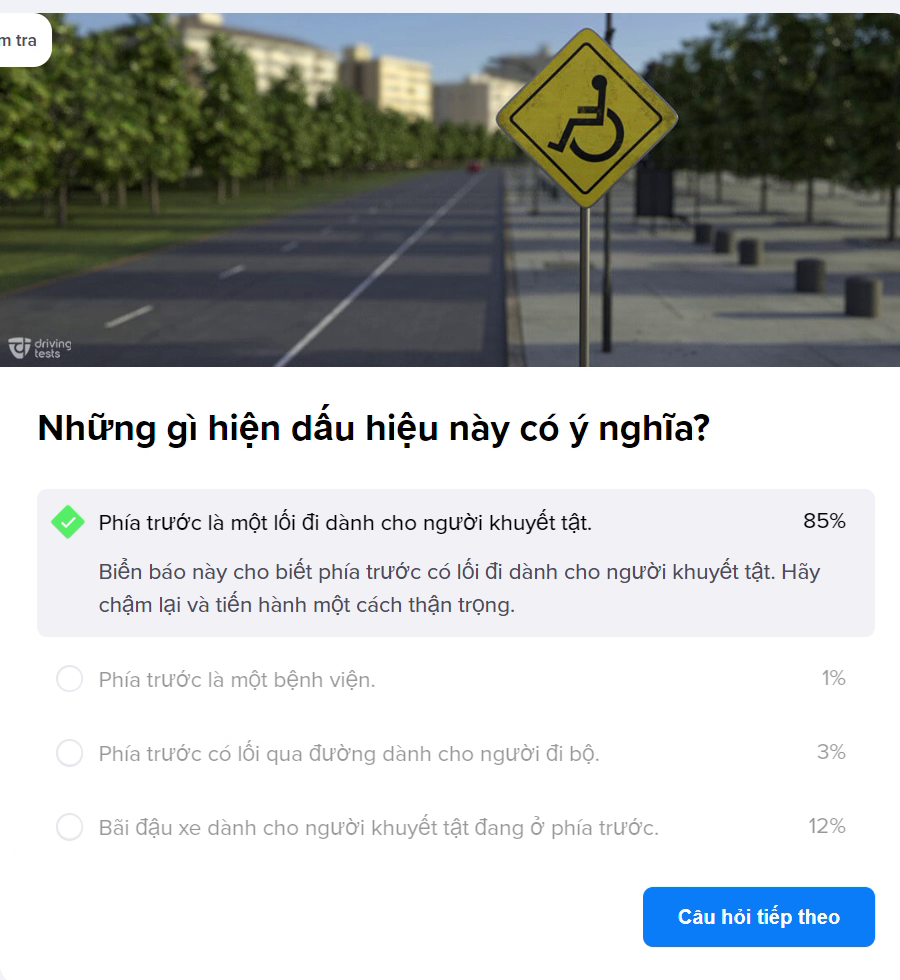 m tra
driving
tests
Những gì hiện dấu hiệu này có ý nghĩa?
Phía trước là một lối đi dành cho người khuyết tật.
85%
Biển báo này cho biết phía trước có lối đi dành cho người khuyết tật. Hãy
chậm lại và tiến hành một cách thận trọng.
Phía trước là một bệnh viện.
1%
Phía trước có lối qua đường dành cho người đi bộ.
3%
Bãi đậu xe dành cho người khuyết tật đang ở phía trước.
12%
Câu hỏi tiếp theo